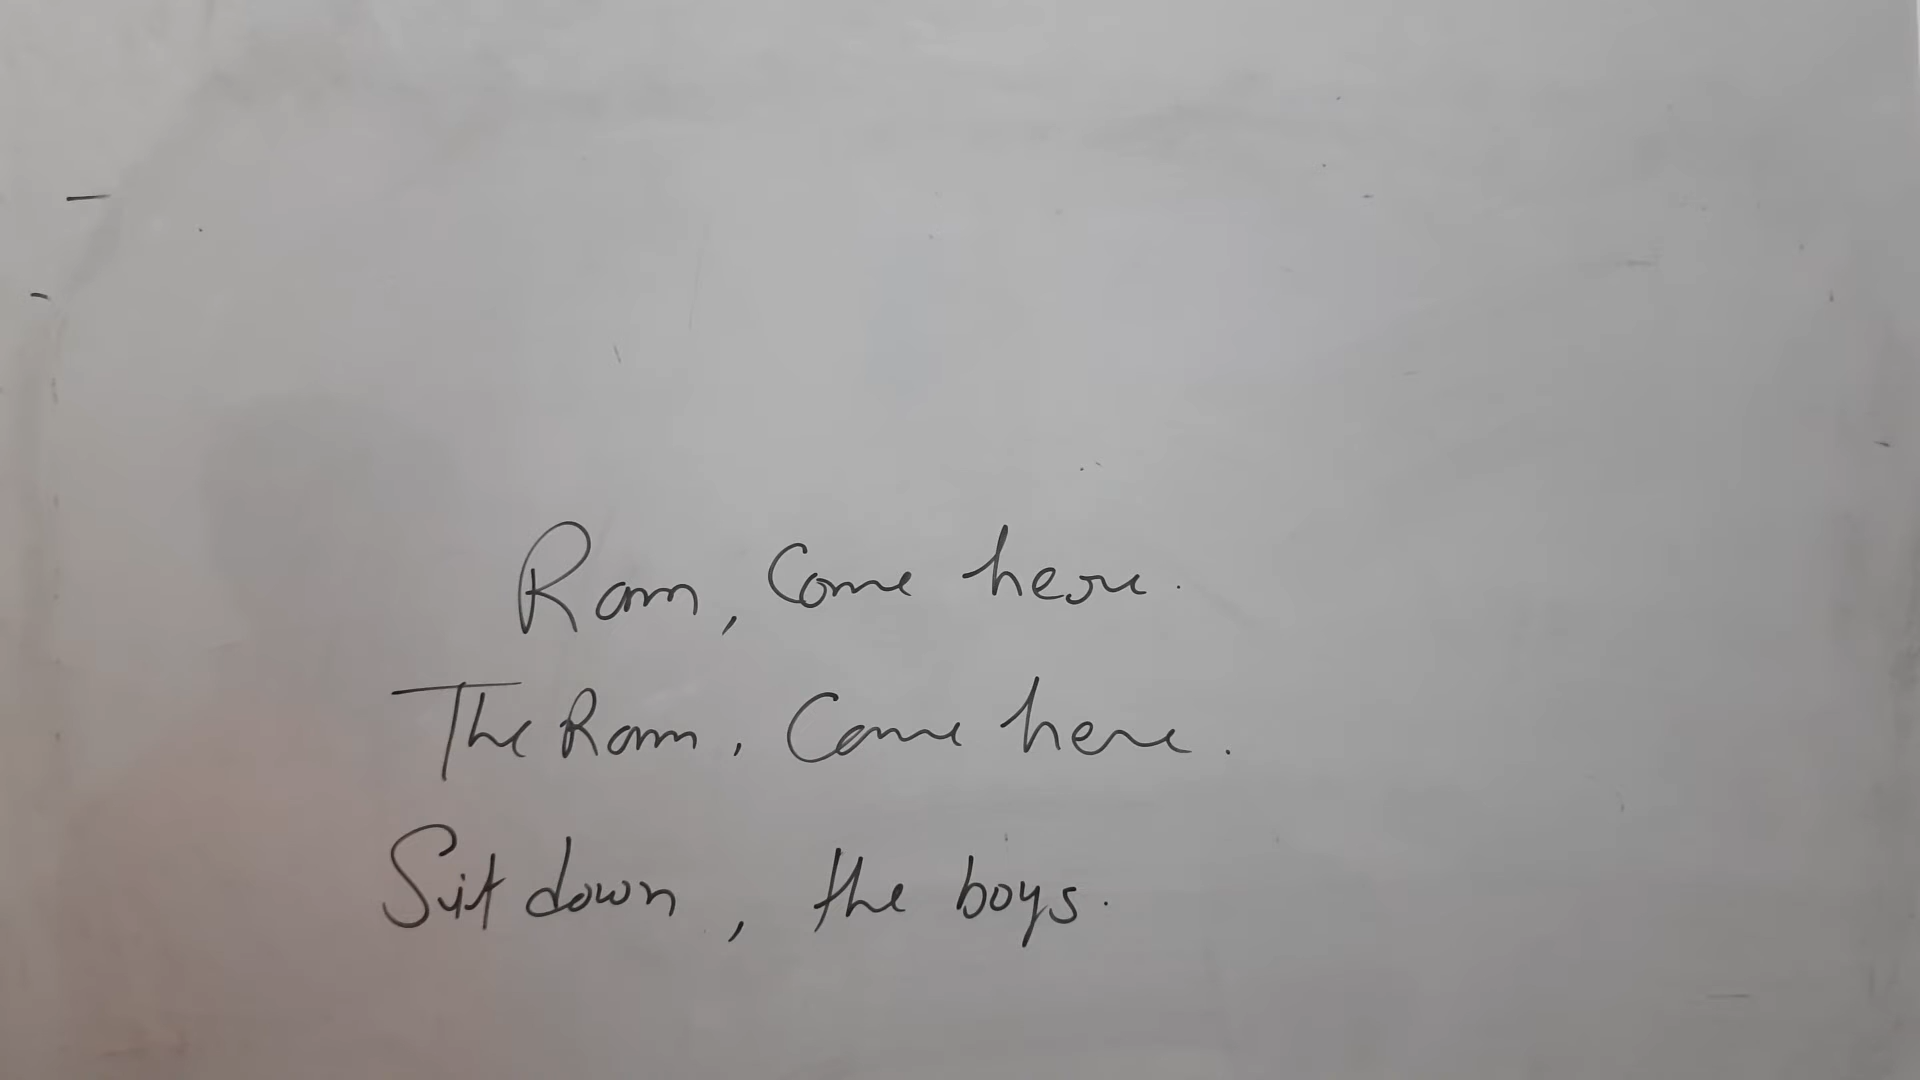 Ram, Come here.
The Ram, Come here.
Sit down, the boys.